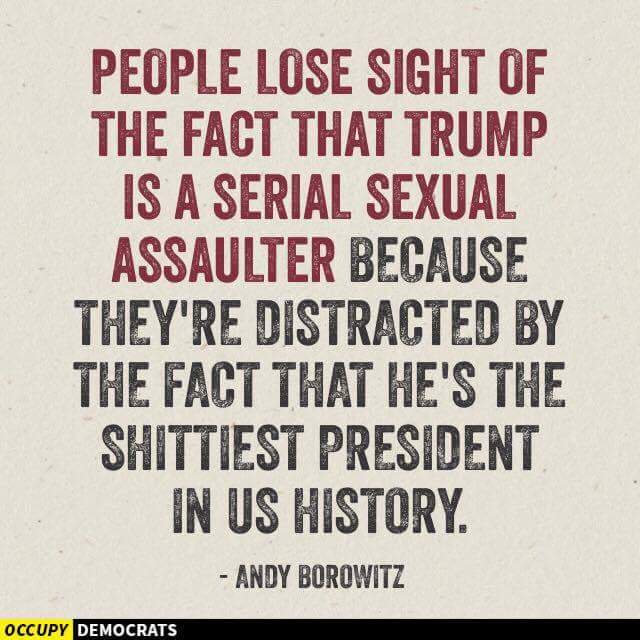 PEOPLE LOSE SIGHT OF
THE FACT THAT TRUMP
IS A SERIAL SEXUAL
ASSAULTER BECAUSE
THEY'RE DISTRACTED BY
THE FACT THAT HE'S THE
SHITTIEST PRESIDENT
IN US HISTORY.
- ANDY BOROWITZ
OCCUPY DEMOCRATS